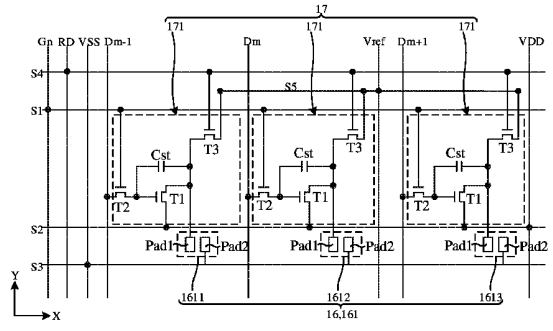 17
171 171 171
Gn RD VSS Dm-1 Dm Vref Dm+1 VDD
S4
S5
S1
T3 T3 T3
Cst Cst Cst
T2 T1 T2 T1 T2 T1
S2
Pad1 Pad2 Pad1 Pad2 Pad1 Pad2
S3
Y
X
1611 1612 1613
16,161